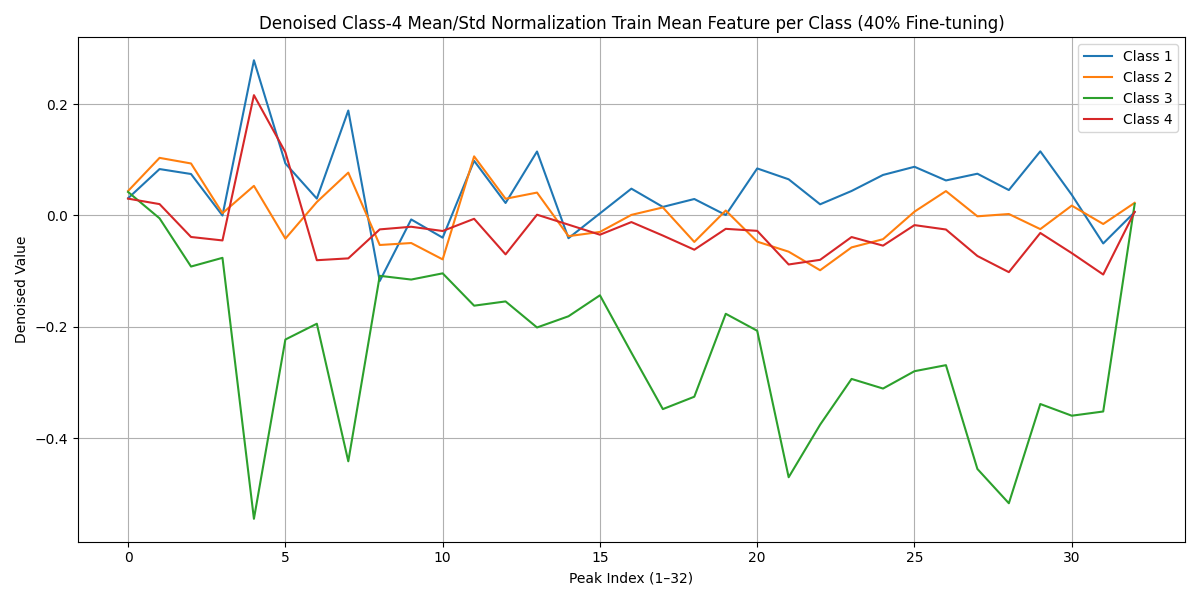 Denoised Class-4 Mean/Std Normalization Train Mean Feature per Class (40% Fine-tuning)
Class 1
Class 2
Class 3
Class 4
0.2
0.0
−0.2
−0.4
Denoised Value
0 5 10 15 20 25 30
Peak Index (1–32)